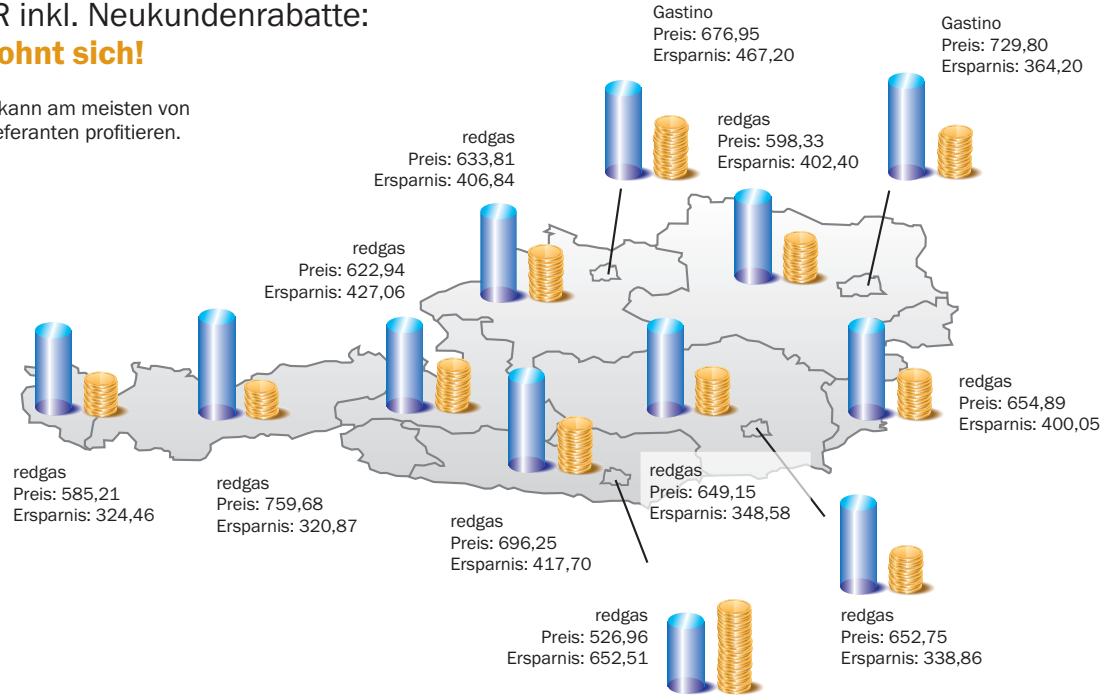 R inkl. Neukundenrabatte:
ohnt sich!
kann am meisten von
eferanten profitieren.
Gastino
Preis: 676,95
Ersparnis: 467,20
Gastino
Preis: 729,80
Ersparnis: 364,20
redgas
Preis: 598,33
Ersparnis: 402,40
redgas
Preis: 633,81
Ersparnis: 406,84
redgas
Preis: 622,94
Ersparnis: 427,06
redgas
Preis: 654,89
Ersparnis: 400,05
redgas
Preis: 585,21
Ersparnis: 324,46
redgas
Preis: 759,68
Ersparnis: 320,87
redgas
Preis: 696,25
Ersparnis: 417,70
redgas
Preis: 649,15
Ersparnis: 348,58
redgas
Preis: 526,96
Ersparnis: 652,51
redgas
Preis: 652,75
Ersparnis: 338,86